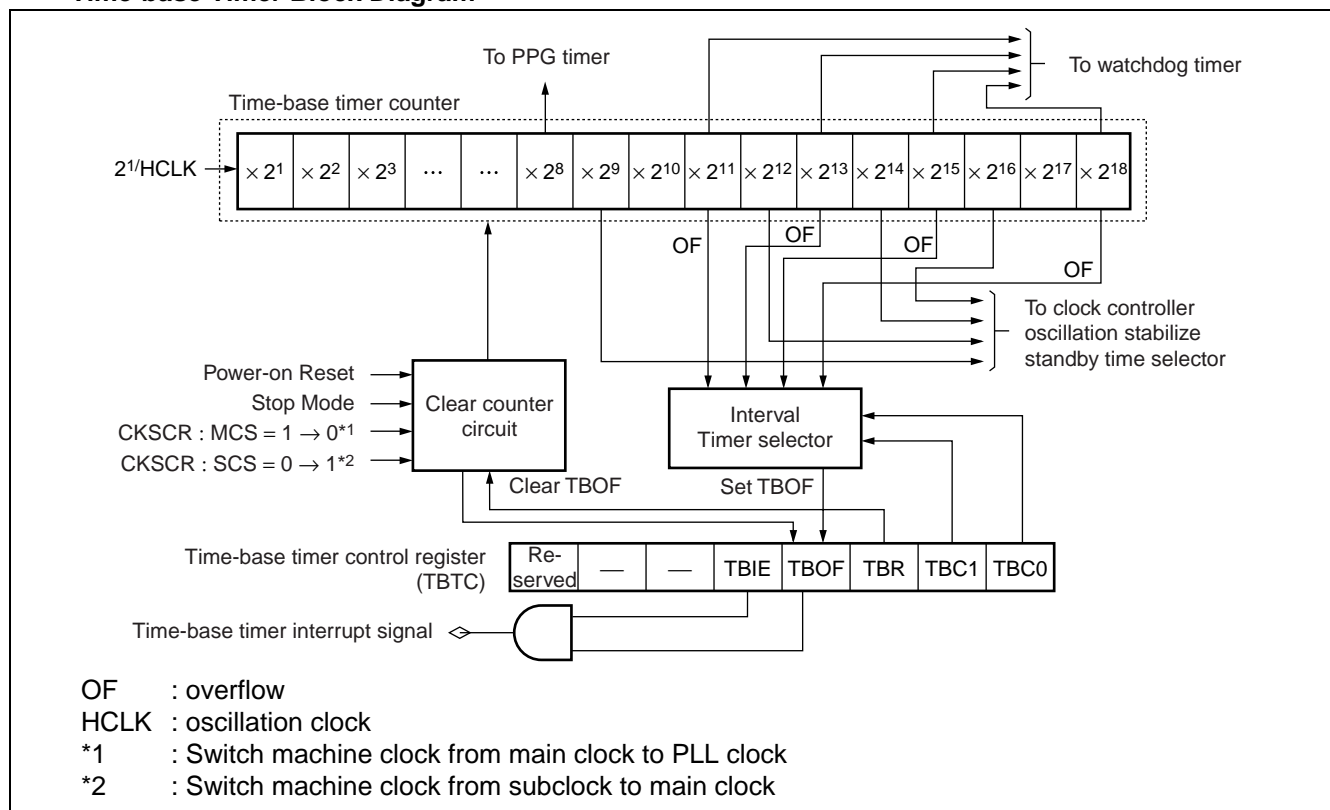 Time-base Timer Block Diagram
To PPG timer
To watchdog timer
Time-base timer counter
2¹/HCLK
× 2¹ × 2² × 2³ ... ... × 2⁸ × 2⁹ × 2¹⁰ × 2¹¹ × 2¹² × 2¹³ × 2¹⁴ × 2¹⁵ × 2¹⁶ × 2¹⁷ × 2¹⁸
OF OF OF OF
To clock controller
oscillation stabilize
standby time selector
Power-on Reset
Stop Mode
CKSCR : MCS = 1 → 0*1
CKSCR : SCS = 0 → 1*2
Clear counter
circuit
Interval
Timer selector
Clear TBOF
Set TBOF
Time-base timer control register
(TBTC)
Re-
served — — TBIE TBOF TBR TBC1 TBC0
Time-base timer interrupt signal
OF : overflow
HCLK : oscillation clock
*1 : Switch machine clock from main clock to PLL clock
*2 : Switch machine clock from subclock to main clock